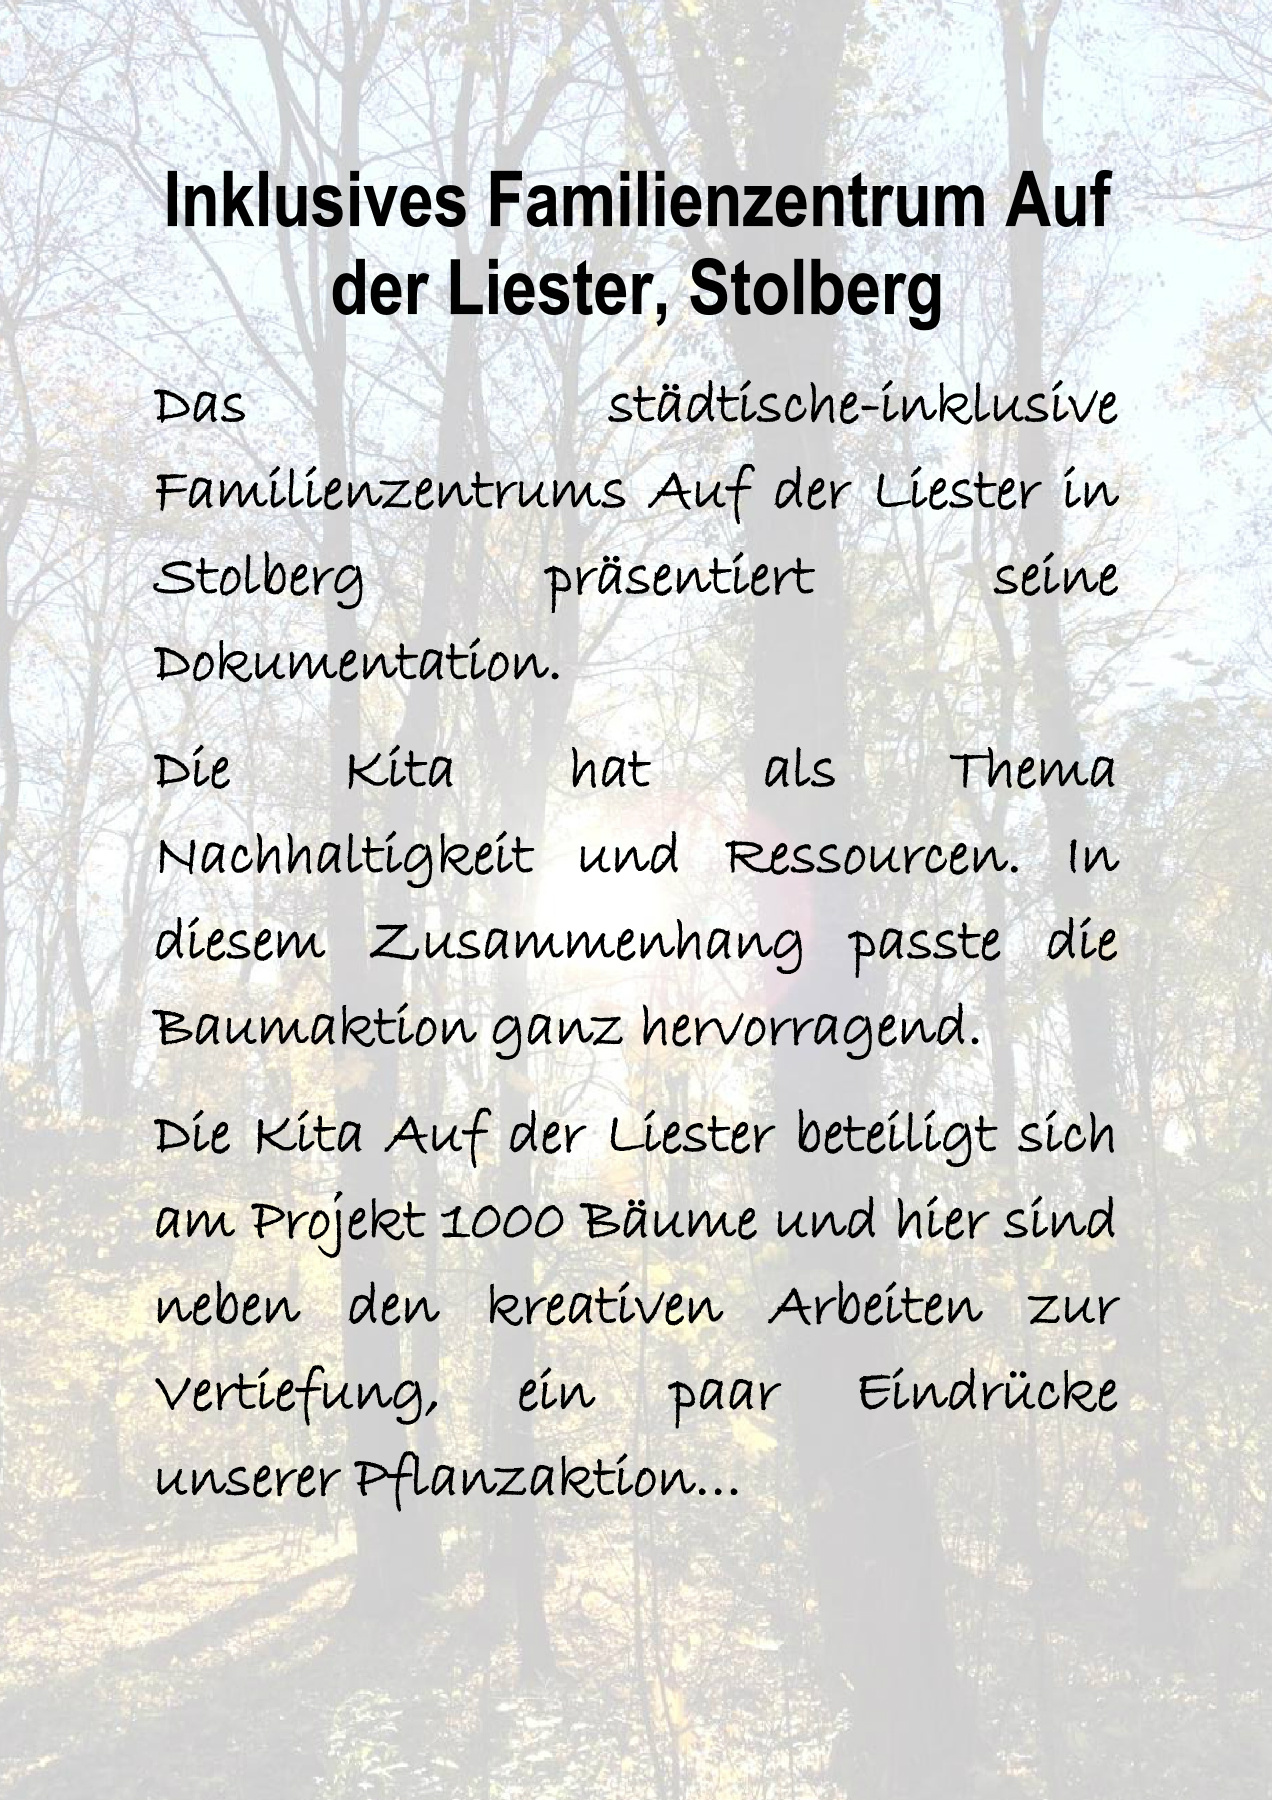 Inklusives Familienzentrum Auf
der Liester, Stolberg
Das städtische-inklusive
Familienzentrums Auf der Liester in
Stolberg präsentiert seine
Dokumentation.
Die Kita hat als Thema
Nachhaltigkeit und Ressourcen. In
diesem Zusammenhang passte die
Baumaktion ganz hervorragend.
Die Kita Auf der Liester beteiligt sich
am Projekt 1000 Bäume und hier sind
neben den kreativen Arbeiten zur
Vertiefung, ein paar Eindrücke
unserer Pflanzaktion...